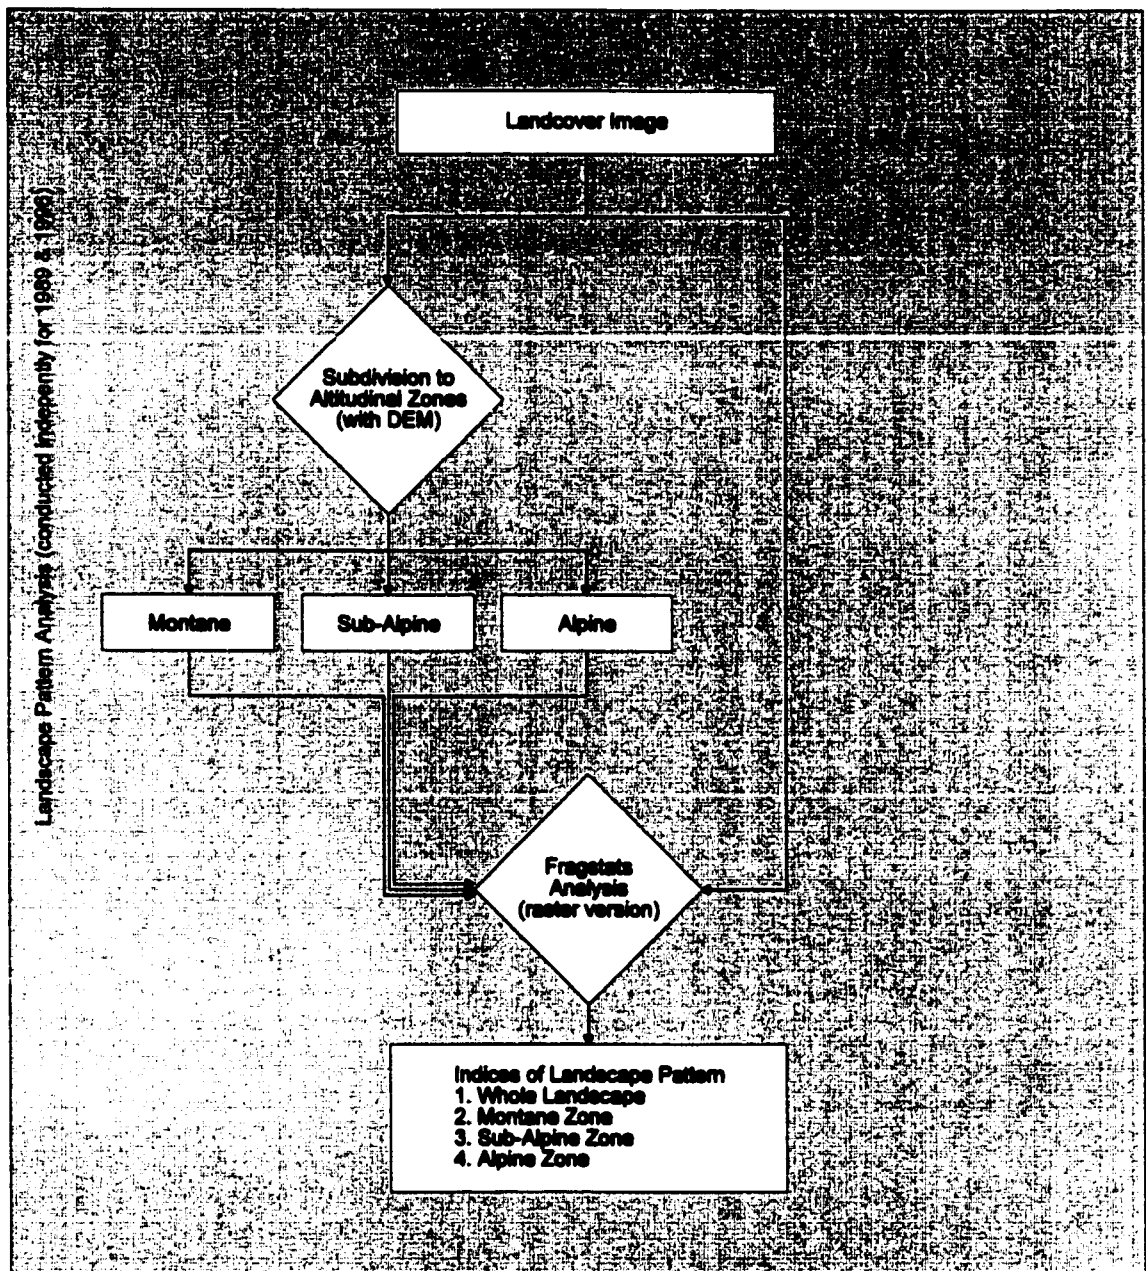 Landcover Image
Landscape Pattern Analysis (conducted indepently for 1989 & 1996)
Subdivision to
Altitudinal Zones
(with DEM)
Montane
Sub-Alpine
Alpine
Fragstats
Analysis
(raster version)
Indices of Landscape Pattern
1. Whole Landscape
2. Montane Zone
3. Sub-Alpine Zone
4. Alpine Zone